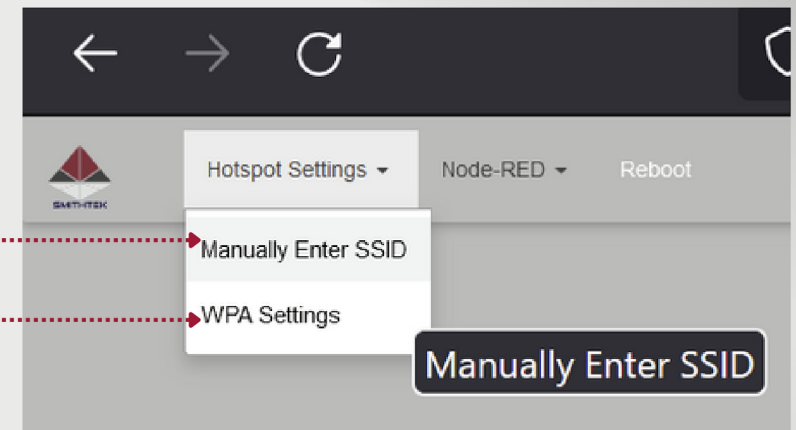 Hotspot Settings Node-RED Reboot
SMITHTEK
Manually Enter SSID
WPA Settings
Manually Enter SSID